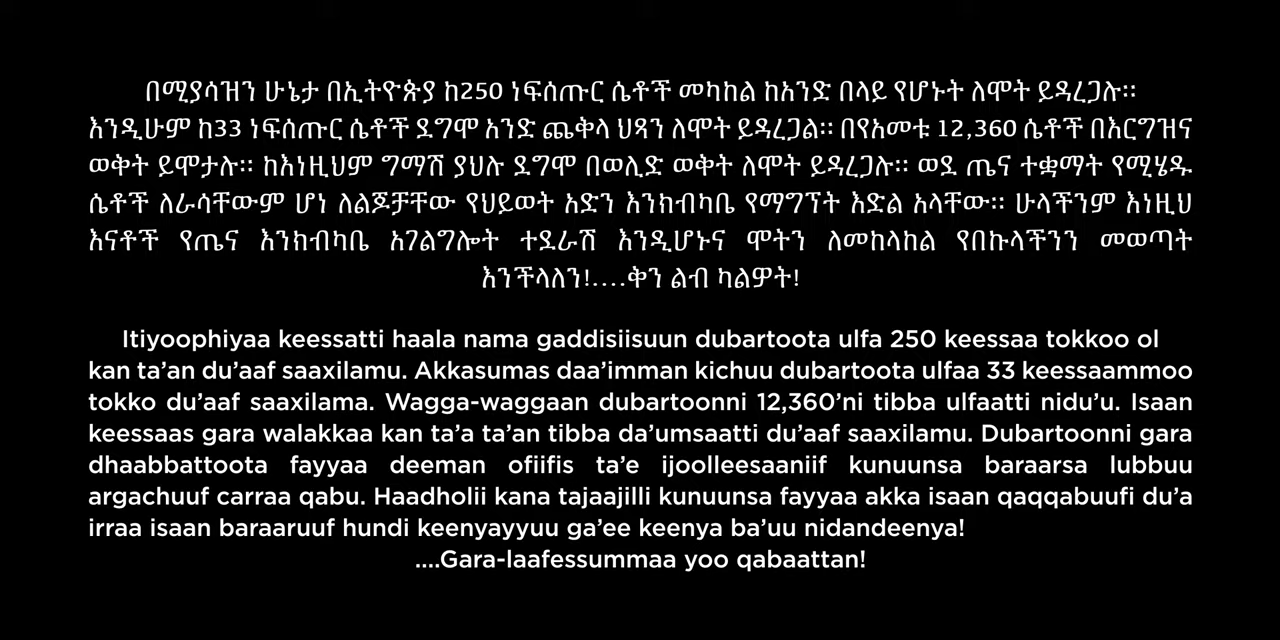 በሚያሳዝን ሁኔታ በኢትዮጵያ ከ250 ነፍሰጡር ሴቶች መካከል ከአንድ በላይ የሆኑት ለሞት ይዳረጋሉ፡፡
እንዲሁም ከ33 ነፍሰጡር ሴቶች ደግሞ አንድ ጨቅላ ህጻን ለሞት ይዳረጋል፡፡ በየአመቱ 12,360 ሴቶች በእርግዝና
ወቅት ይሞታሉ፡፡ ከእነዚህም ግማሽ ያህሉ ደግሞ በወሊድ ወቅት ለሞት ይዳረጋሉ፡፡ ወደ ጤና ተቋማት የሚሄዱ
ሴቶች ለራሳቸውም ሆነ ለልጆቻቸው የህይወት አድን እንክብካቤ የማግኘት እድል አላቸው፡፡ ሁላችንም እነዚህ
እናቶች የጤና እንክብካቤ አገልግሎት ተደራሽ እንዲሆኑና ሞትን ለመከላከል የበኩላችንን መወጣት
እንችላለን!....ቅን ልብ ካልዎት!
Itiyoophiyaa keessatti haala nama gaddisiisuun dubartoota ulfa 250 keessaa tokkoo ol
kan ta’an du’aaf saaxilamu. Akkasumas daa’imman kichuu dubartoota ulfaa 33 keessaammoo
tokko du’aaf saaxilama. Wagga-waggaan dubartoonni 12,360’ni tibba ulfaatti nidu’u. Isaan
keessaas gara walakkaa kan ta’a ta’an tibba da’umsaatti du’aaf saaxilamu. Dubartoonni gara
dhaabbattoota fayyaa deeman ofiifis ta’e ijoolleesaaniif kunuunsa baraarsa lubbuu
argachuuf carraa qabu. Haadholii kana tajaajilli kunuunsa fayyaa akka isaan qaqqabuufi du’a
irraa isaan baraaruuf hundi keenyayyuu ga’ee keenya ba’uu nidandeenya!
....Gara-laafessummaa yoo qabaattan!